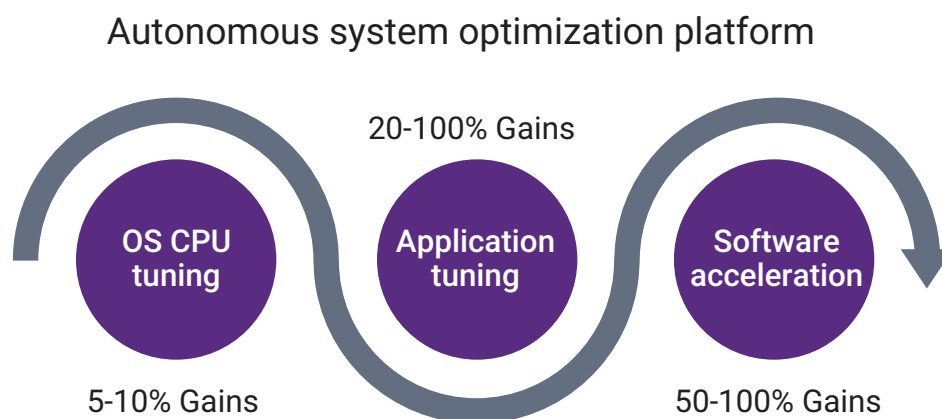 Autonomous system optimization platform
20-100% Gains
OS CPU
tuning
Application
tuning
Software
acceleration
5-10% Gains
50-100% Gains